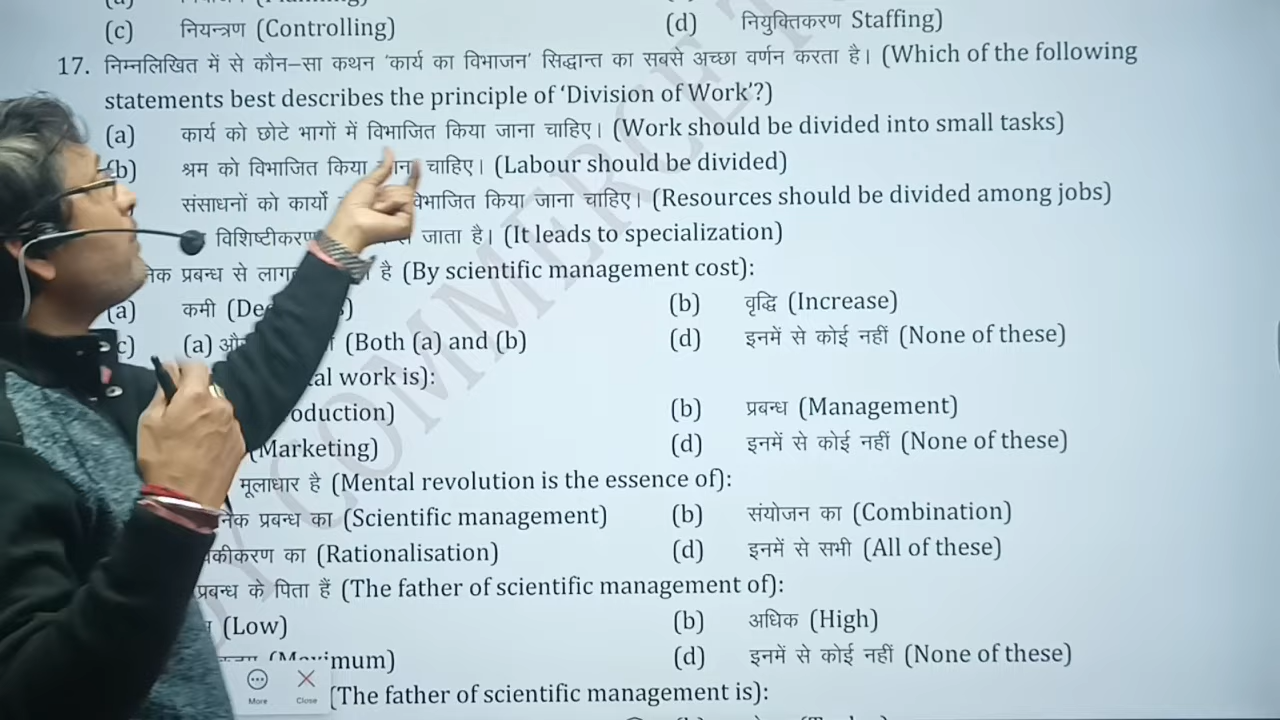 (c) नियन्त्रण (Controlling) (d) नियुक्तिकरण Staffing)
17. निम्नलिखित में से कौन–सा कथन ‘कार्य का विभाजन’ सिद्धान्त का सबसे अच्छा वर्णन करता है। (Which of the following
statements best describes the principle of ‘Division of Work’?)
(a) कार्य को छोटे भागों में विभाजित किया जाना चाहिए। (Work should be divided into small tasks)
(b) श्रम को विभाजित किया चाहिए। (Labour should be divided)
संसाधनों को कार्यों विभाजित किया जाना चाहिए। (Resources should be divided among jobs)
विशिष्टीकरण जाता है। (It leads to specialization)
प्रबन्ध से है (By scientific management cost):
(a) कमी (b) वृद्धि (Increase)
(c) (a) (Both (a) and (b) (d) इनमें से कोई नहीं (None of these)
work is):
(b) प्रबन्ध (Management)
(Marketing) (d) इनमें से कोई नहीं (None of these)
मूलाधार है (Mental revolution is the essence of):
प्रबन्ध का (Scientific management) (b) संयोजन का (Combination)
का (Rationalisation) (d) इनमें से सभी (All of these)
प्रबन्ध के पिता हैं (The father of scientific management of):
(Low) (b) अधिक (High)
(d) इनमें से कोई नहीं (None of these)
More Close
(The father of scientific management is):